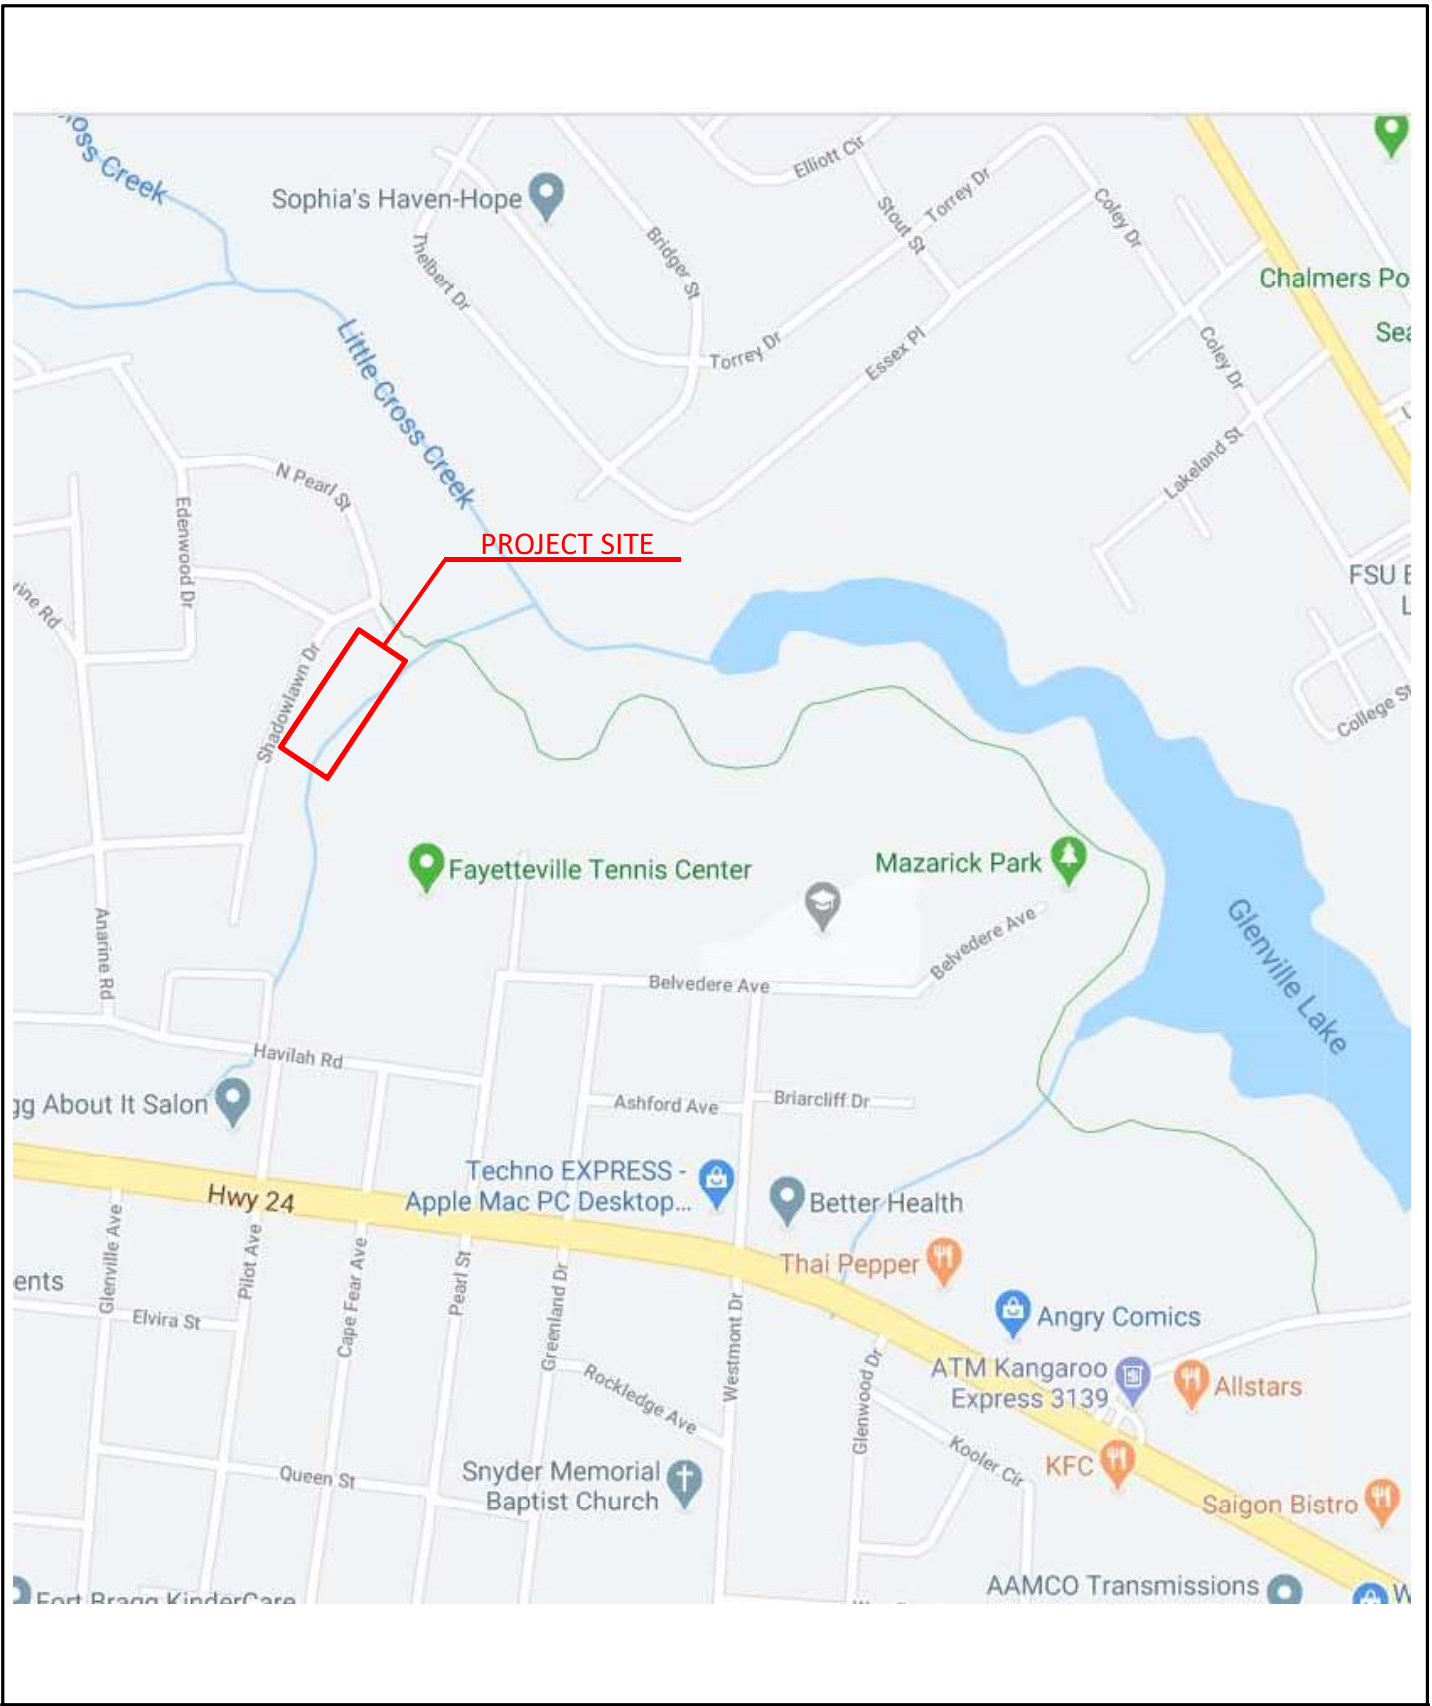 oss Creek
Sophia's Haven-Hope
Elliott Cir
Torrey Dr
Stout St
Coley Dr
Bridger St
Thelbert Dr
Chalmers Po
Sea
Little Cross Creek
Torrey Dr
Essex Pl
Coley Dr
Lakeland St
N Pearl St
Edenwood Dr
PROJECT SITE
rine Rd
FSU E
L
Shadowlawn Dr
College St
Fayetteville Tennis Center
Mazarick Park
Anarine Rd
Belvedere Ave
Belvedere Ave
Glenville Lake
Havilah Rd
gg About It Salon
Ashford Ave
Briarcliff Dr
Techno EXPRESS -
Apple Mac PC Desktop...
Hwy 24
Better Health
Glenville Ave
Pilot Ave
Cape Fear Ave
Pearl St
Greenland Dr
Westmont Dr
Thai Pepper
ents
Elvira St
Angry Comics
Glenwood Dr
ATM Kangaroo
Express 3139
Allstars
Rockledge Ave
Kooler Cir
KFC
Queen St
Snyder Memorial
Baptist Church
Saigon Bistro
AAMCO Transmissions
W
Fort Bragg KinderCare